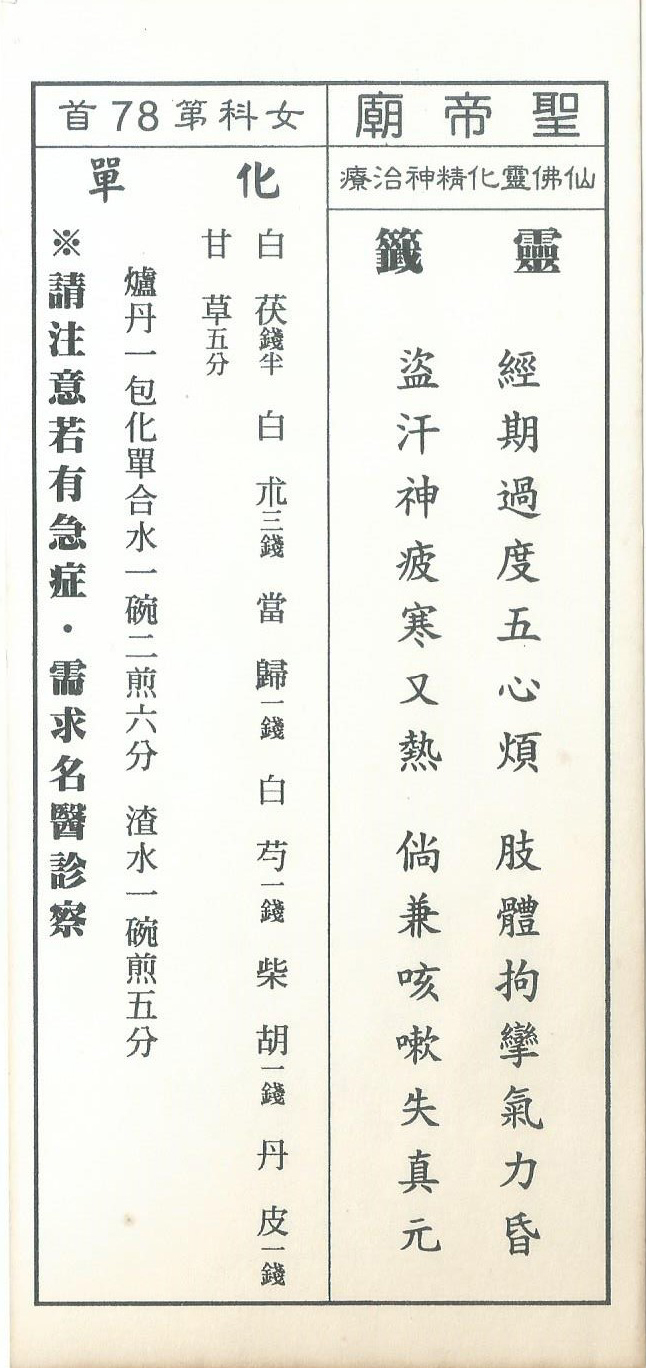 聖帝廟
仙佛靈化精神治療
靈籤
經期過度五心煩　肢體拘攣氣力昏
盜汗神疲寒又熱　倘兼咳嗽失真元
女科第78首
化單
白茯錢半　白朮三錢　當歸一錢　白芍一錢　柴胡一錢　丹皮一錢
甘草五分
爐丹一包化單合水一碗二煎六分　渣水一碗煎五分
※請注意若有急症．需求名醫診察